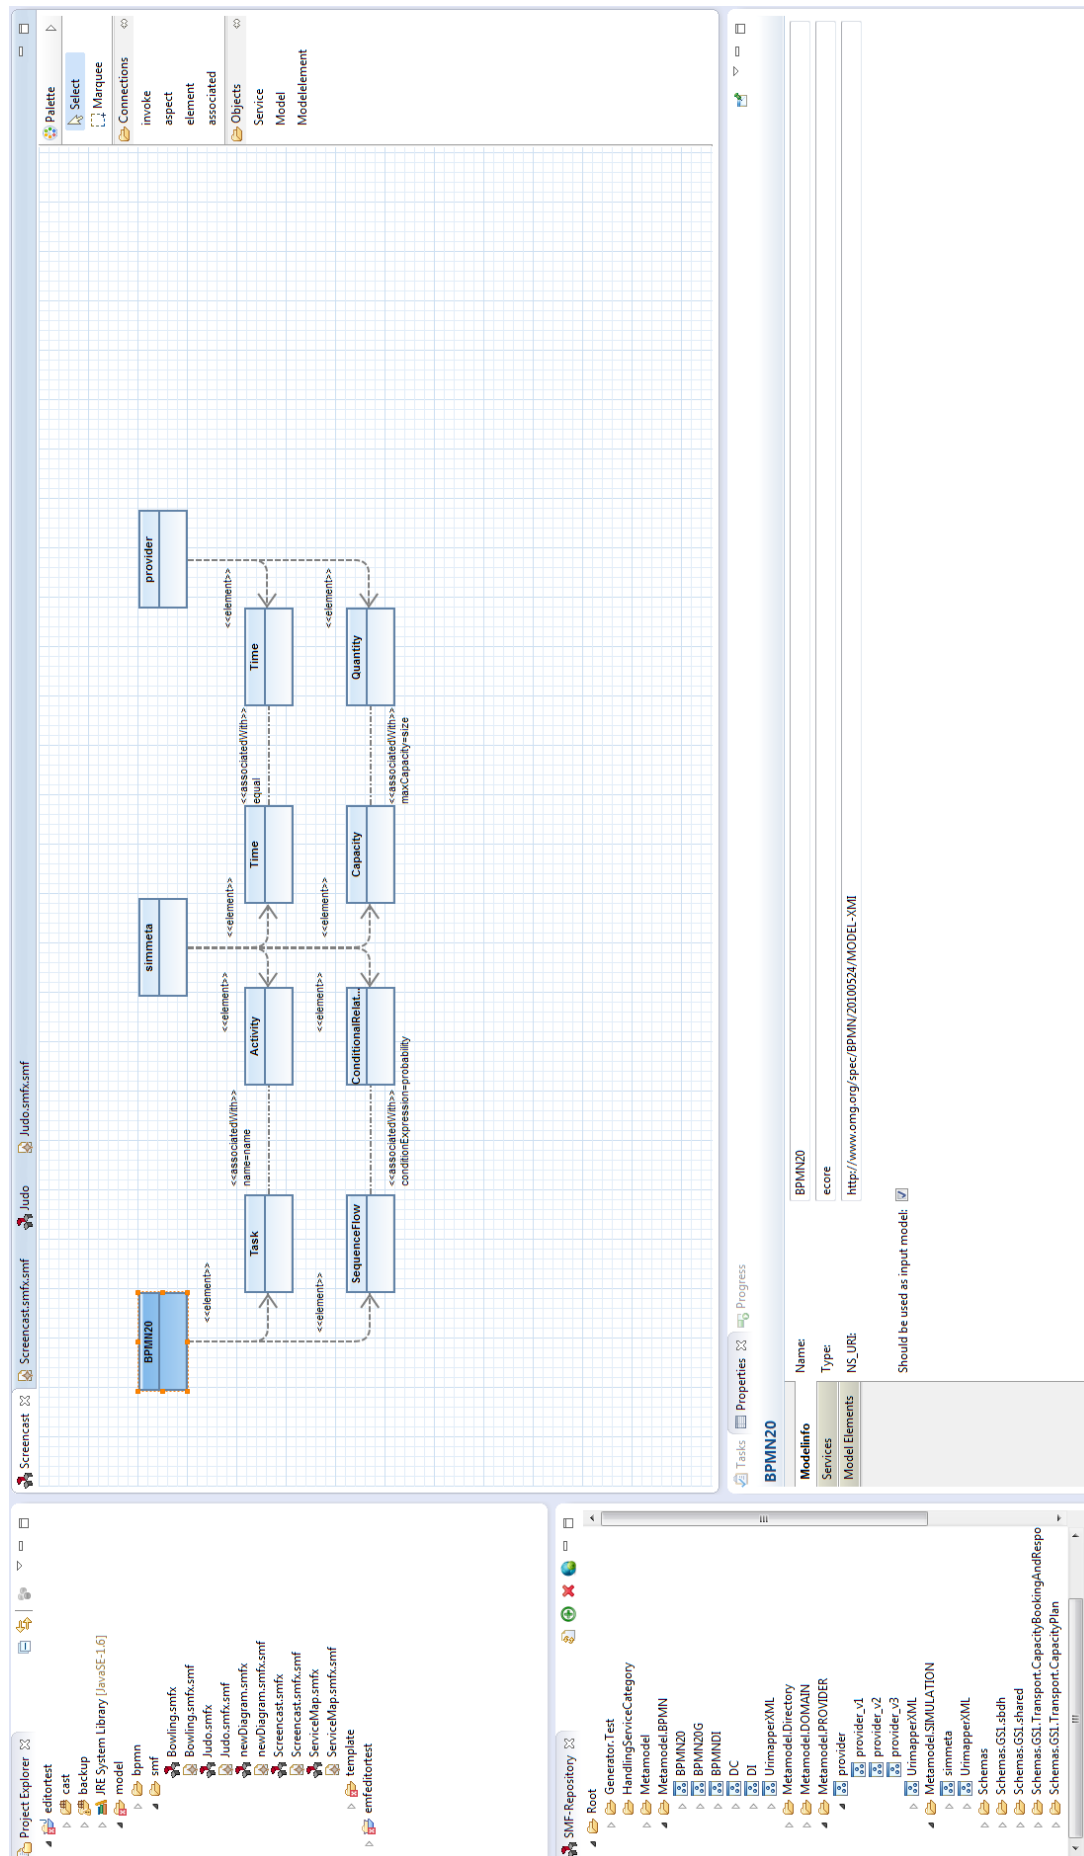 Project Explorer
editortest
cast
backup
JRE System Library [JavaSE-1.6]
model
bpmn
smf
Bowling.smfx
Bowling.smfx.smf
Judo.smfx
Judo.smfx.smf
newDiagram.smfx
newDiagram.smfx.smf
Screencast.smfx
Screencast.smfx.smf
ServiceMap.smfx
ServiceMap.smfx.smf
template
emfeditortest
SMF-Repository
Root
Generator.Test
HandlingServiceCategory
Metamodel
Metamodel.BPMN
BPMN20
BPMN20G
BPMNDI
DC
DI
UrimapperXML
Metamodel.Directory
Metamodel.DOMAIN
Metamodel.PROVIDER
provider
provider_v1
provider_v2
provider_v3
UrimapperXML
Metamodel.SIMULATION
simmeta
UrimapperXML
Schemas
Schemas.GS1.sbdh
Schemas.GS1.shared
Schemas.GS1.Transport.CapacityBookingAndRespo
Schemas.GS1.Transport.CapacityPlan
Screencast
Screencast.smfx.smf
Judo
Judo.smfx.smf
BPMN20
simmeta
provider
<<element>>
<<element>>
<<element>>
<<element>>
Task
<<associatedWith>>
name=name
Activity
Time
<<associatedWith>>
equal
Time
<<element>>
<<element>>
<<element>>
<<element>>
SequenceFlow
<<associatedWith>>
conditionExpression=probability
ConditionalRelat...
Capacity
<<associatedWith>>
maxCapacity=size
Quantity
Palette
Select
Marquee
Connections
invoke
aspect
element
associated
Objects
Service
Model
Modelelement
Tasks
Properties
Progress
BPMN20
Modelinfo
Services
Model Elements
Name:
BPMN20
Type:
ecore
NS_URI:
http://www.omg.org/spec/BPMN/20100524/MODEL-XMI
Should be used as input model: